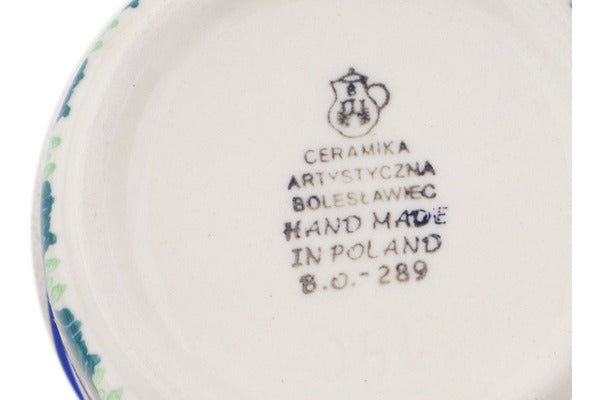 B
CERAMIKA
ARTYSTYCZNA
BOLESŁAWIEC
HAND MADE
IN POLAND
B.O.-289